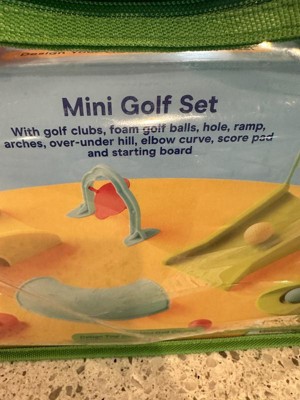 Mini Golf Set
With golf clubs, foam golf balls, hole, ramp,
arches, over-under hill, elbow curve, score pad
and starting board